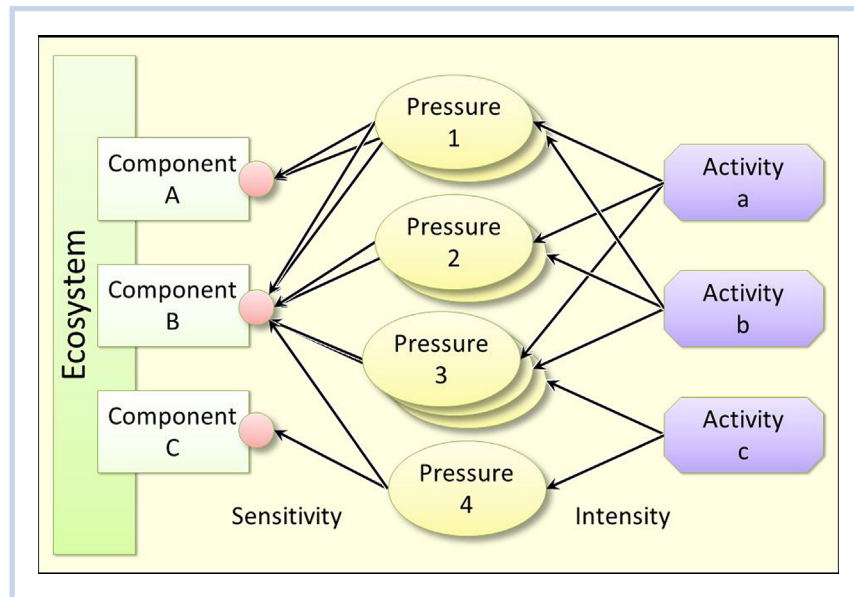 Ecosystem
Component
A
Component
B
Component
C
Sensitivity
Pressure
1
Pressure
2
Pressure
3
Pressure
4
Intensity
Activity
a
Activity
b
Activity
c